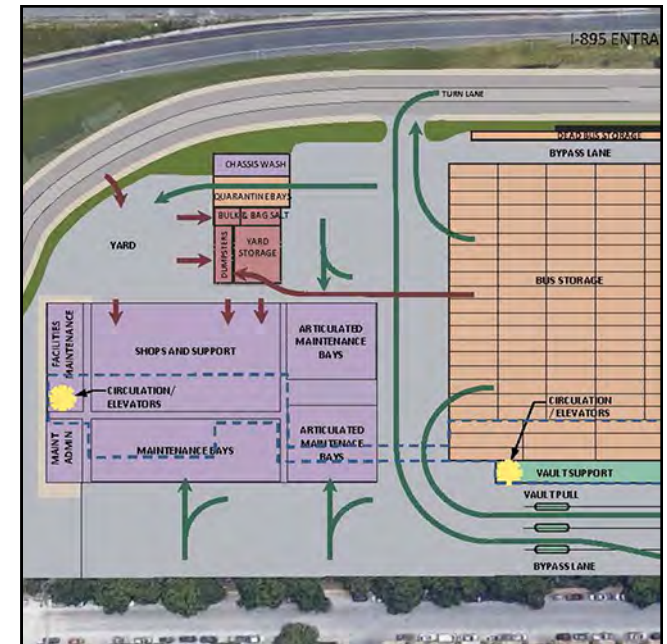 I-895 ENTRA
TURN LANE
DEAD BUS STORAGE
BYPASS LANE
CHASSIS WASH
QUARANTINE BAYS
BULK & BAG SALT
YARD
DUMPSTERS
YARD
STORAGE
BUS STORAGE
FACILITIES
MAINTENANCE
SHOPS AND SUPPORT
ARTICULATED
MAINTENANCE
BAYS
CIRCULATION/
ELEVATORS
CIRCULATION
/ELEVATORS
MAINT
ADMIN
MAINTENANCE BAYS
ARTICULATED
MAINTENACE
BAYS
VAULT SUPPORT
VAULT PULL
BYPASS LANE